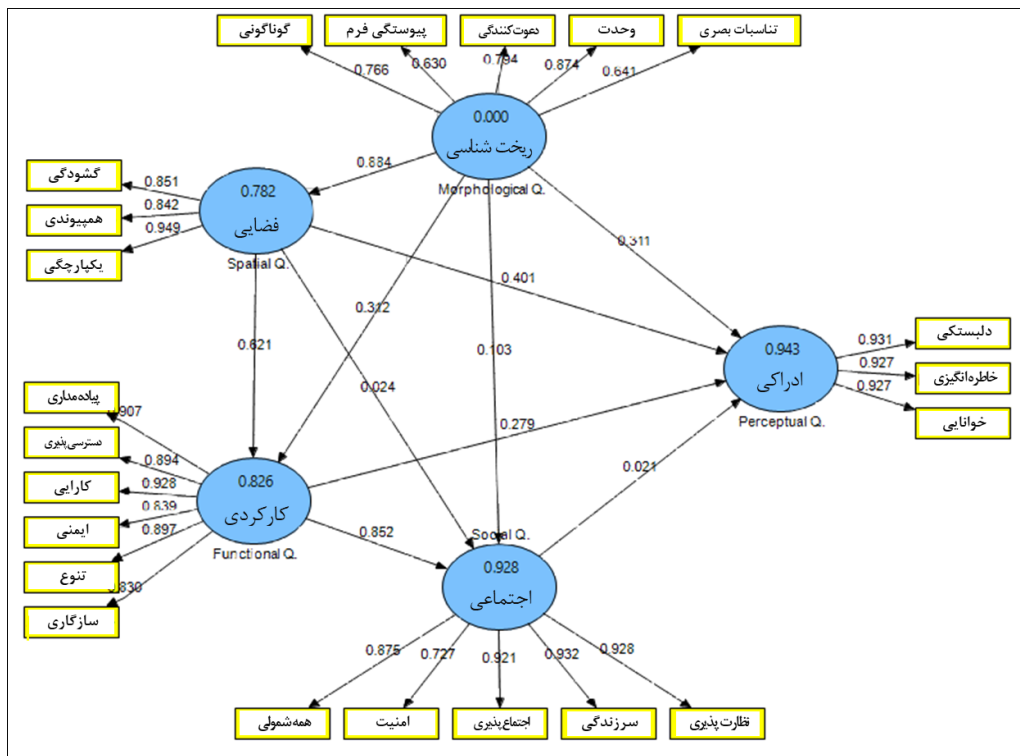 گوناگونی
پیوستگی فرم
دعوت‌کنندگی
وحدت
تناسبات بصری
0.766
0.630
0.794
0.874
0.641
0.000
ریخت شناسی
Morphological Q.
0.884
گشودگی
همپیوندی
یکپارچگی
0.851
0.842
0.949
0.782
فضایی
Spatial Q.
0.311
0.401
0.312
0.103
0.621
0.024
0.943
ادراکی
Perceptual Q.
0.931
0.927
0.927
دلبستکی
خاطره‌انگیزی
خوانایی
پیاده‌مداری
دسترسی‌پذیری
کارایی
ایمنی
تنوع
سازگاری
0.907
0.894
0.928
0.839
0.897
0.830
0.826
کارکردی
Functional Q.
0.279
0.021
0.852
Social Q.
0.928
اجتماعی
0.875
0.727
0.921
0.932
0.928
همه‌شمولی
امنیت
اجتماع‌پذیری
سرزندگی
نظارت پذیری